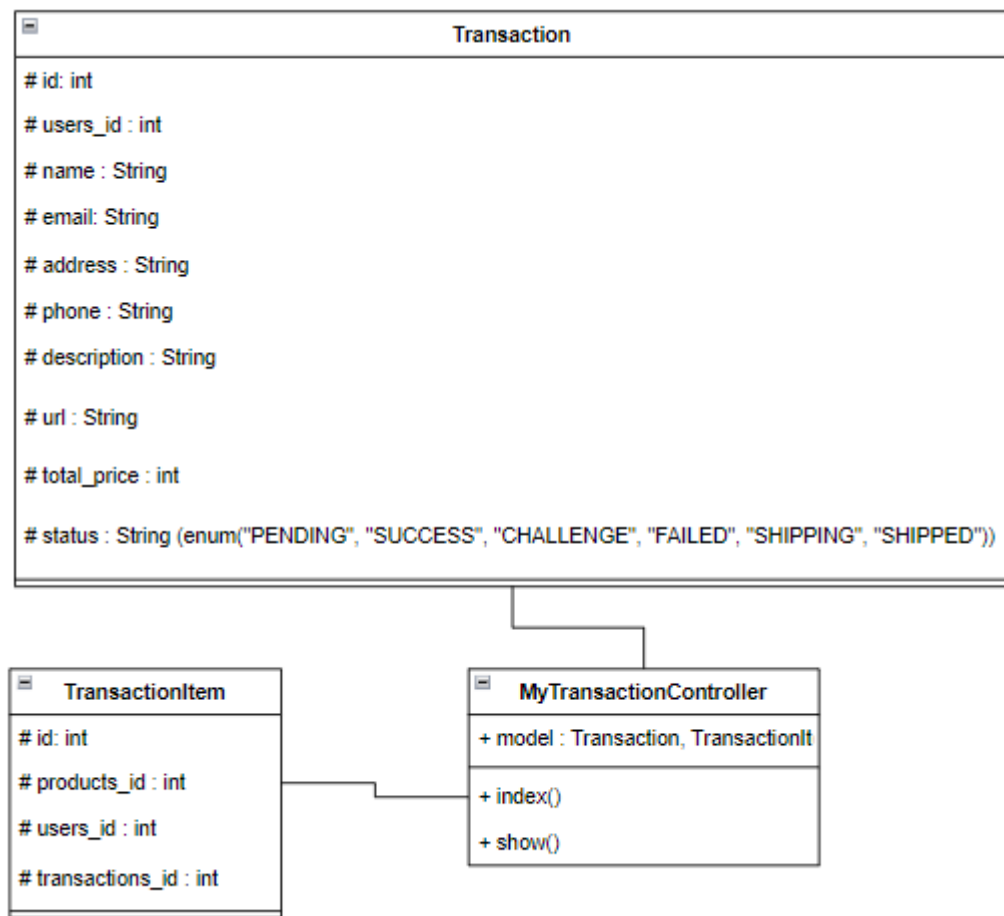 Transaction
# id: int
# users_id : int
# name : String
# email: String
# address : String
# phone : String
# description : String
# url : String
# total_price : int
# status : String (enum("PENDING", "SUCCESS", "CHALLENGE", "FAILED", "SHIPPING", "SHIPPED"))
TransactionItem
# id: int
# products_id : int
# users_id : int
# transactions_id : int
MyTransactionController
+ model : Transaction, TransactionIt
+ index()
+ show()